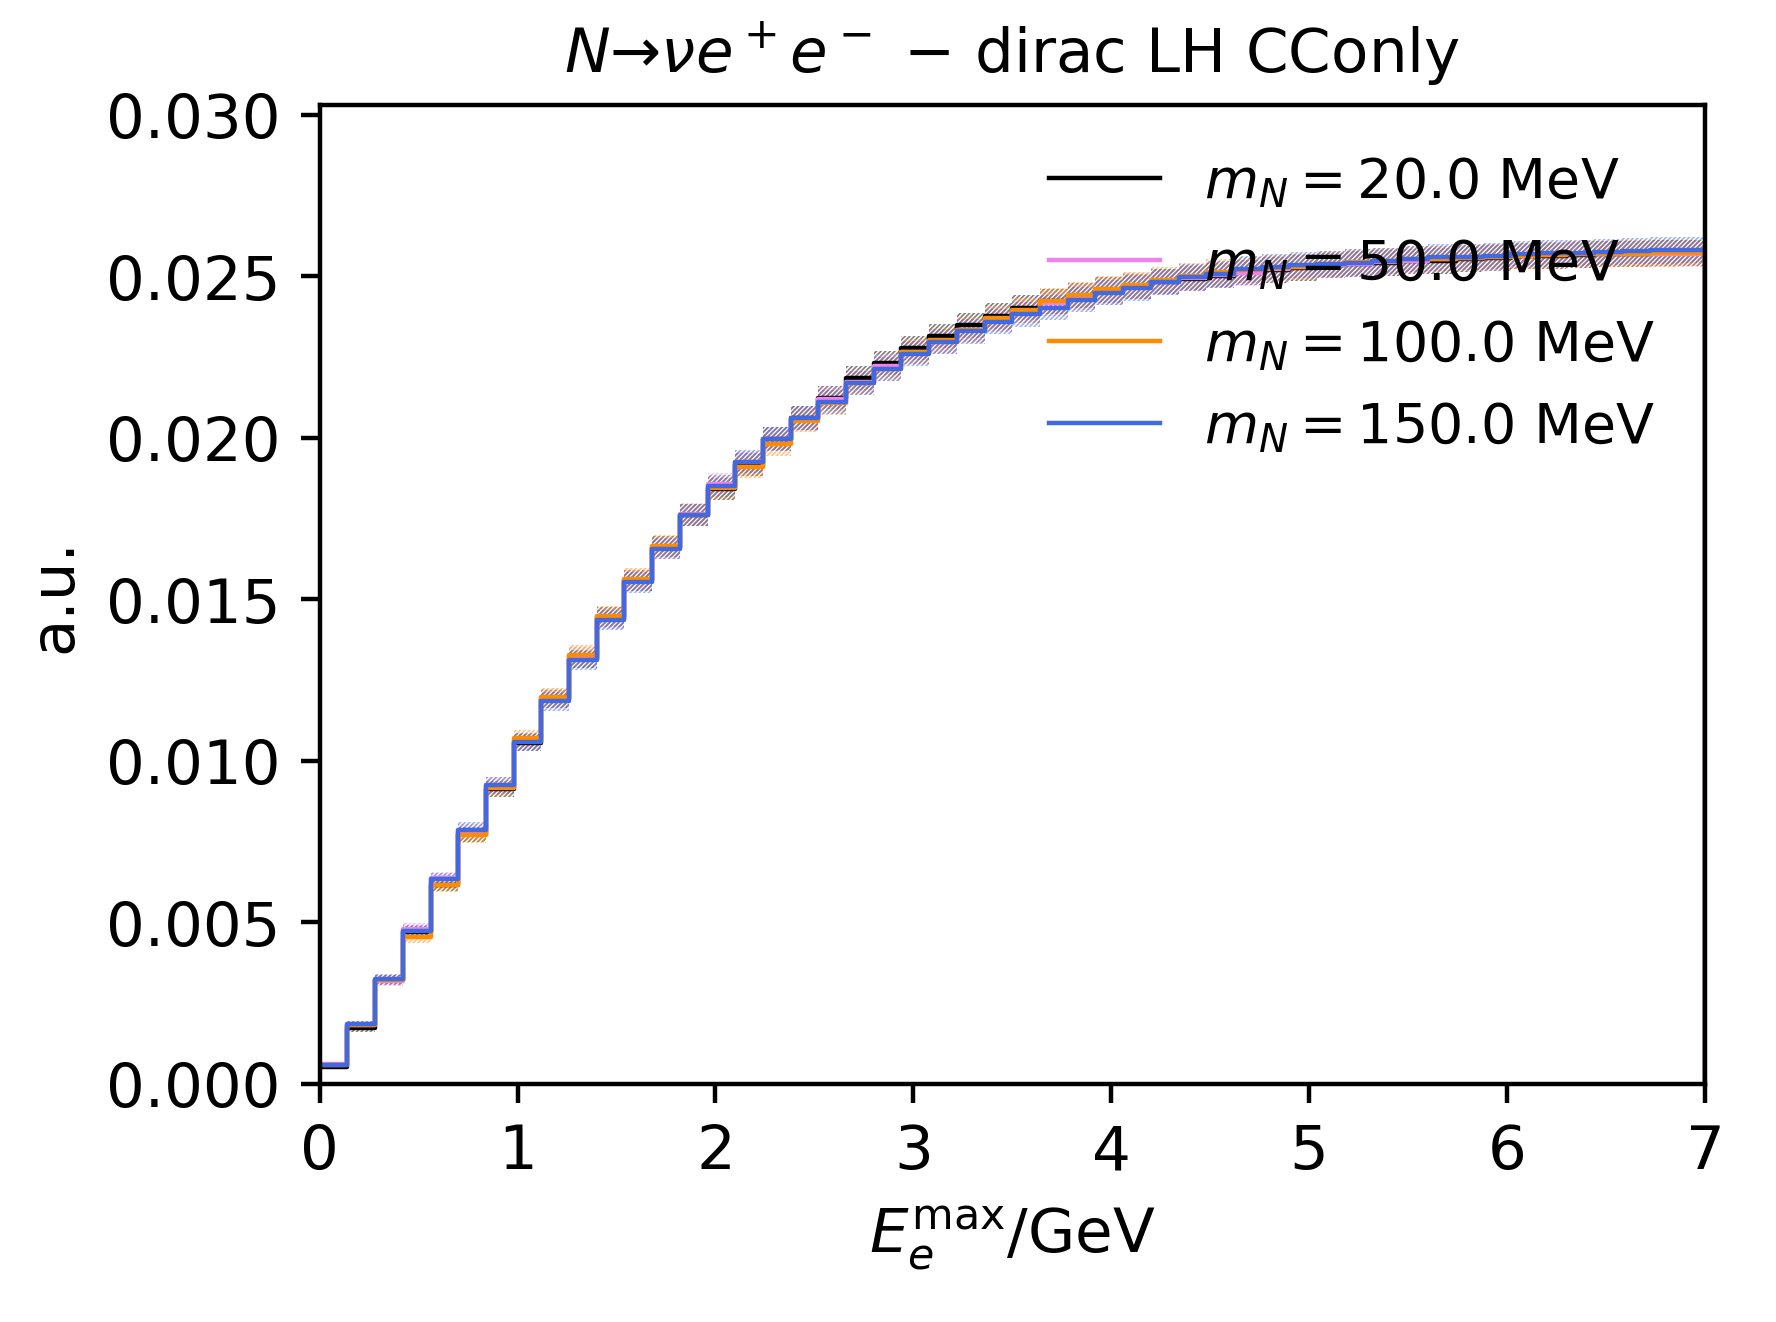 N→νe⁺e⁻ − dirac LH CConly
0.030
0.025
0.020
0.015
0.010
0.005
0.000
a.u.
m_N = 20.0 MeV
m_N = 50.0 MeV
m_N = 100.0 MeV
m_N = 150.0 MeV
0 1 2 3 4 5 6 7
E_e^max/GeV